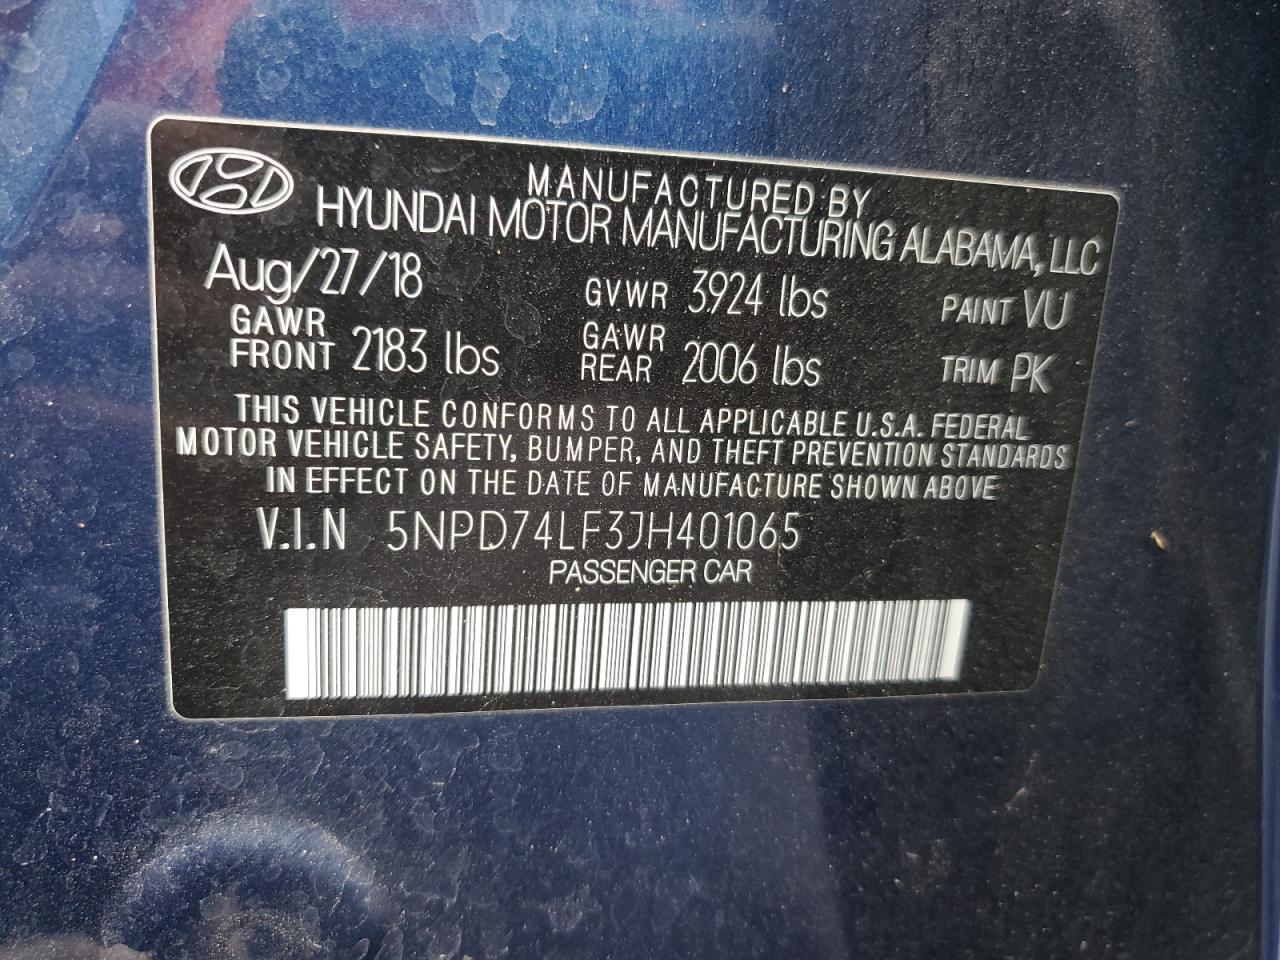 MANUFACTURED BY
HYUNDAI MOTOR MANUFACTURING ALABAMA, LLC
Aug/27/18 GVWR 3924 lbs PAINT VU
GAWR FRONT 2183 lbs GAWR REAR 2006 lbs TRIM PK
THIS VEHICLE CONFORMS TO ALL APPLICABLE U.S.A. FEDERAL
MOTOR VEHICLE SAFETY, BUMPER, AND THEFT PREVENTION STANDARDS
IN EFFECT ON THE DATE OF MANUFACTURE SHOWN ABOVE
V.I.N 5NPD74LF3JH401065
PASSENGER CAR